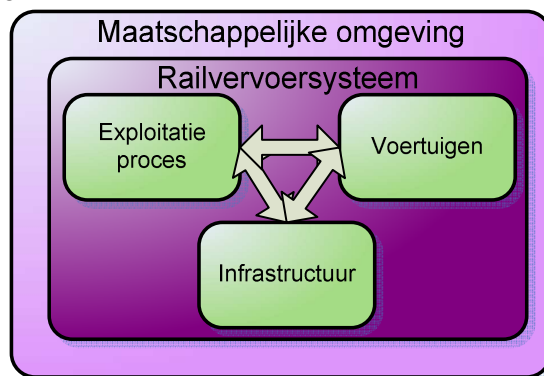 Maatschappelijke omgeving
Railvervoersysteem
Exploitatie
proces
Voertuigen
Infrastructuur